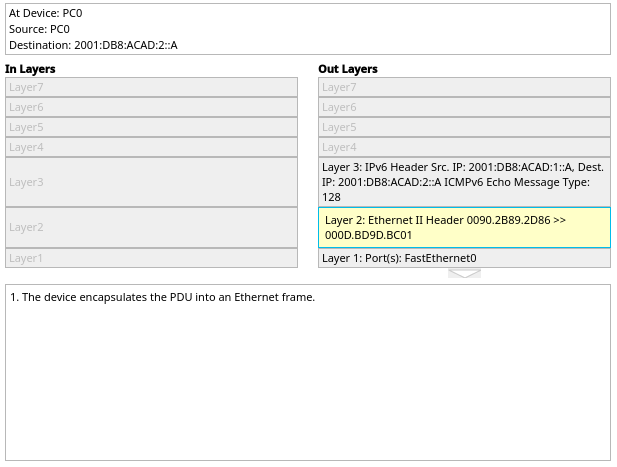 At Device: PC0
Source: PC0
Destination: 2001:DB8:ACAD:2::A
In Layers
Layer7
Layer6
Layer5
Layer4
Layer3
Layer2
Layer1
Out Layers
Layer7
Layer6
Layer5
Layer4
Layer 3: IPv6 Header Src. IP: 2001:DB8:ACAD:1::A, Dest.
IP: 2001:DB8:ACAD:2::A ICMPv6 Echo Message Type:
128
Layer 2: Ethernet II Header 0090.2B89.2D86 >>
000D.BD9D.BC01
Layer 1: Port(s): FastEthernet0
1. The device encapsulates the PDU into an Ethernet frame.